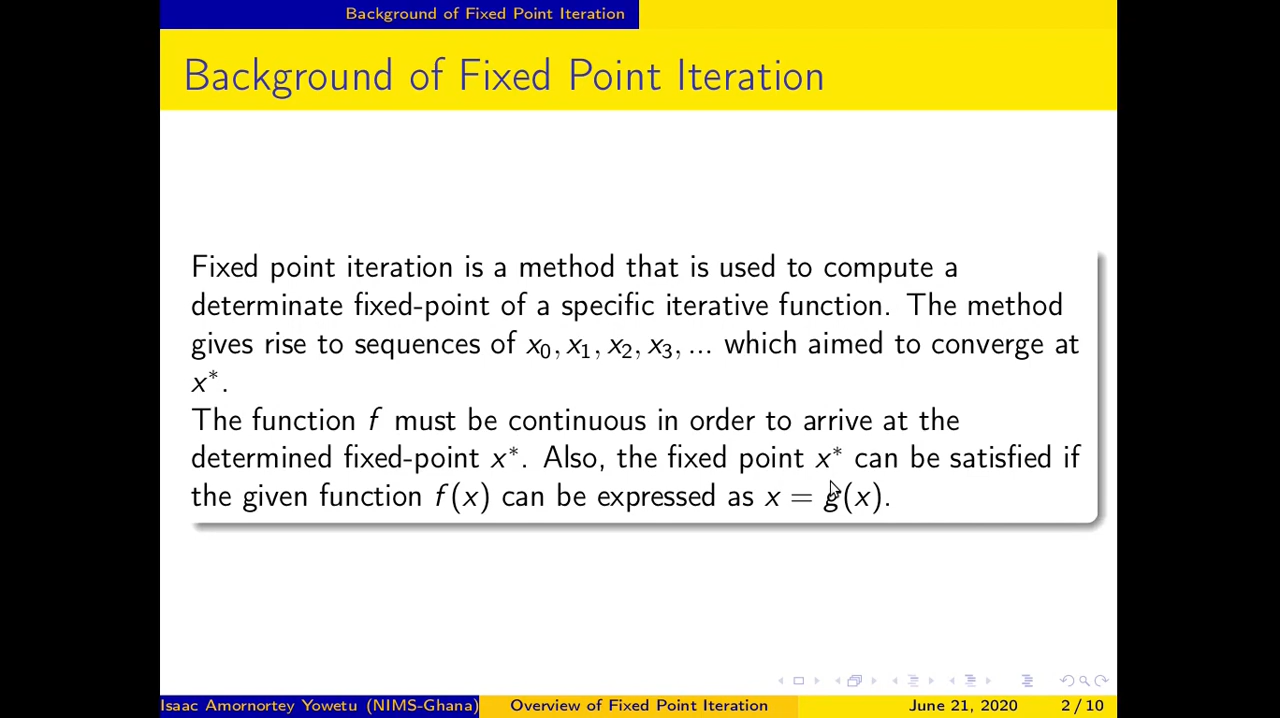 Background of Fixed Point Iteration
Background of Fixed Point Iteration
Fixed point iteration is a method that is used to compute a
determinate fixed-point of a specific iterative function. The method
gives rise to sequences of x₀, x₁, x₂, x₃, ... which aimed to converge at
x*.
The function f must be continuous in order to arrive at the
determined fixed-point x*. Also, the fixed point x* can be satisfied if
the given function f(x) can be expressed as x = g(x).
Isaac Amornortey Yowetu (NIMS-Ghana) Overview of Fixed Point Iteration June 21, 2020 2 / 10